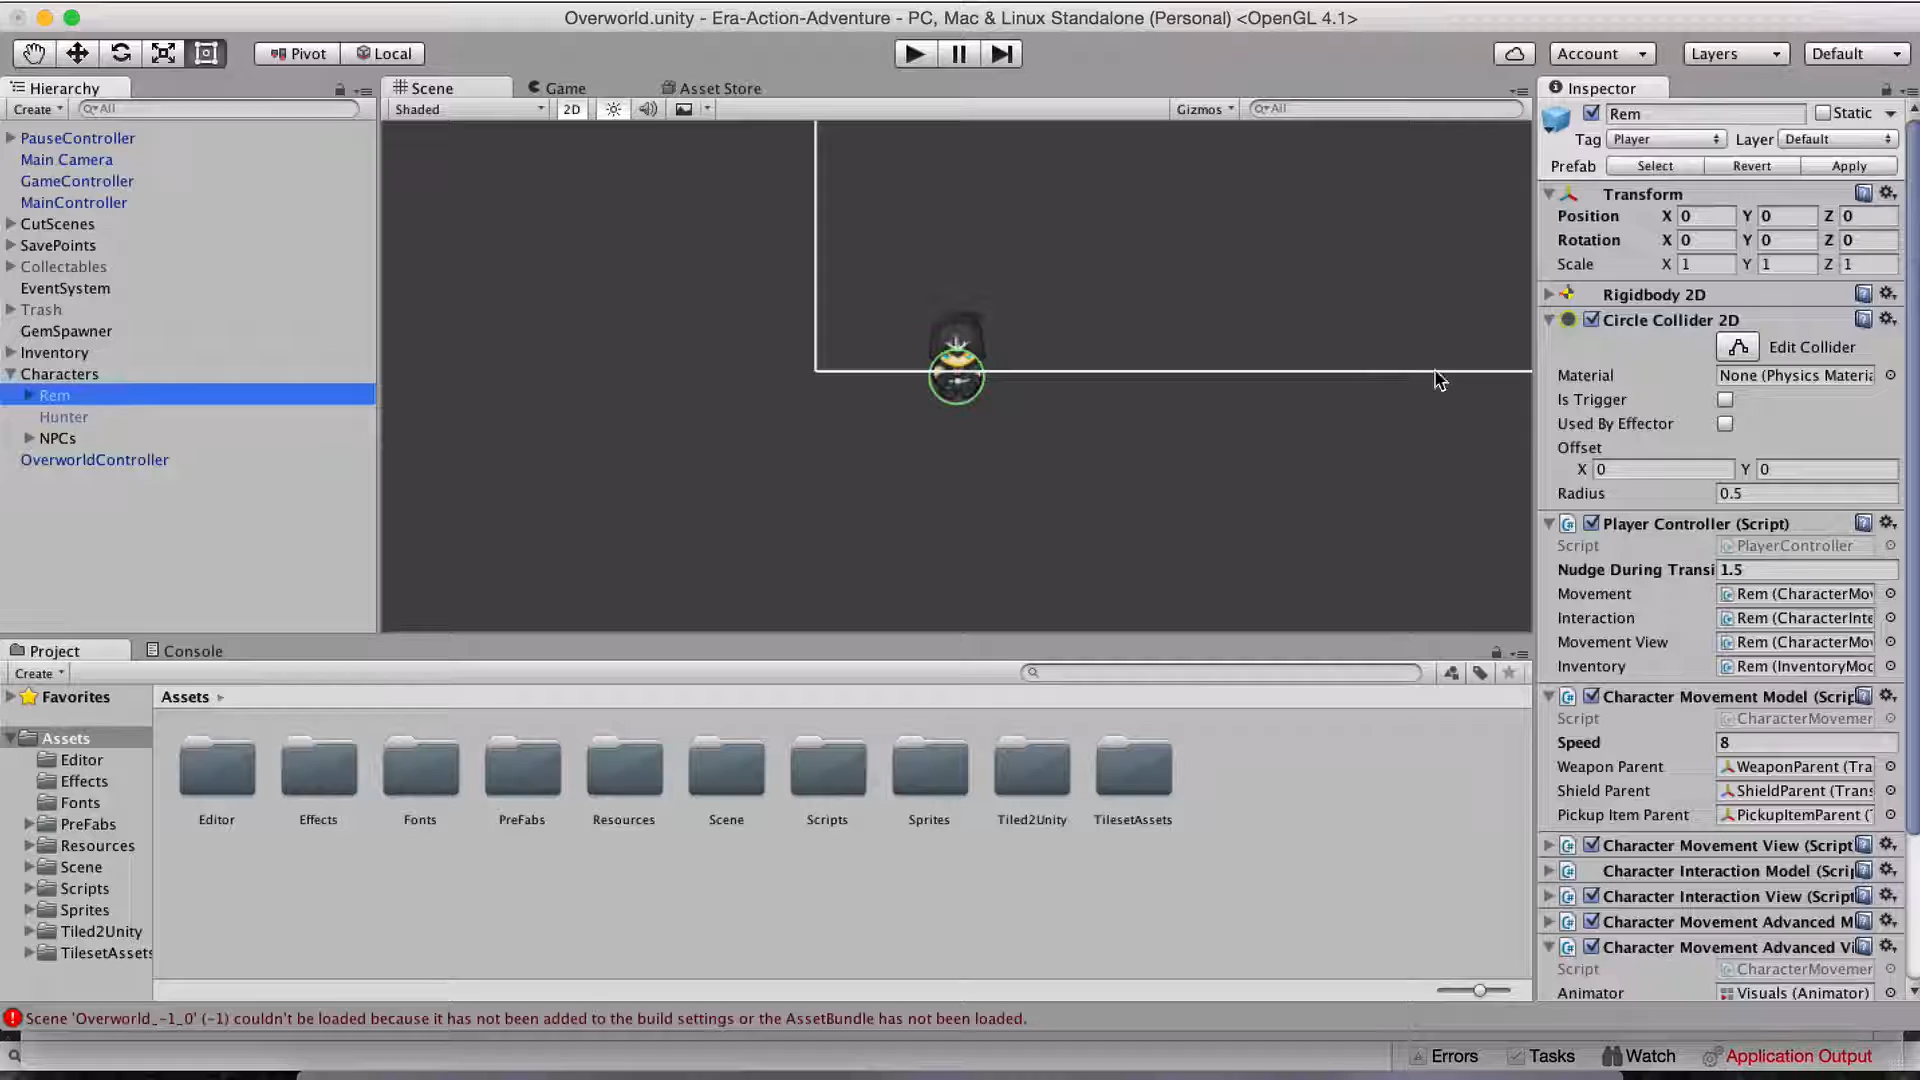 Overworld.unity - Era-Action-Adventure - PC, Mac & Linux Standalone (Personal) <OpenGL 4.1>
Pivot Local Account Layers Default
Hierarchy
Create All
PauseController
Main Camera
GameController
MainController
CutScenes
SavePoints
Collectables
EventSystem
Trash
GemSpawner
Inventory
Characters
Rem
Hunter
NPCs
OverworldController
Scene Game Asset Store
Shaded 2D Gizmos All
Inspector
Rem Static
Tag Player Layer Default
Prefab Select Revert Apply
Transform
Position X 0 Y 0 Z 0
Rotation X 0 Y 0 Z 0
Scale X 1 Y 1 Z 1
Rigidbody 2D
Circle Collider 2D
Edit Collider
Material None (Physics Materia
Is Trigger
Used By Effector
Offset
X 0 Y 0
Radius 0.5
Player Controller (Script)
Script PlayerController
Nudge During Transi 1.5
Movement Rem (CharacterMov
Interaction Rem (CharacterInte
Movement View Rem (CharacterMov
Inventory Rem (InventoryMod
Character Movement Model (Scrip
Script CharacterMovemer
Speed 8
Weapon Parent WeaponParent (Tra
Shield Parent ShieldParent (Trans
Pickup Item Parent PickupItemParent (T
Character Movement View (Script
Character Interaction Model (Scrip
Character Interaction View (Script
Character Movement Advanced M
Character Movement Advanced Vi
Script CharacterMovemer
Animator Visuals (Animator)
Project Console
Create
Favorites
Assets
Editor
Effects
Fonts
PreFabs
Resources
Scene
Scripts
Sprites
Tiled2Unity
TilesetAssets
Assets
Editor Effects Fonts PreFabs Resources Scene Scripts Sprites Tiled2Unity TilesetAssets
Scene 'Overworld_-1_0' (-1) couldn't be loaded because it has not been added to the build settings or the AssetBundle has not been loaded.
Errors Tasks Watch Application Output